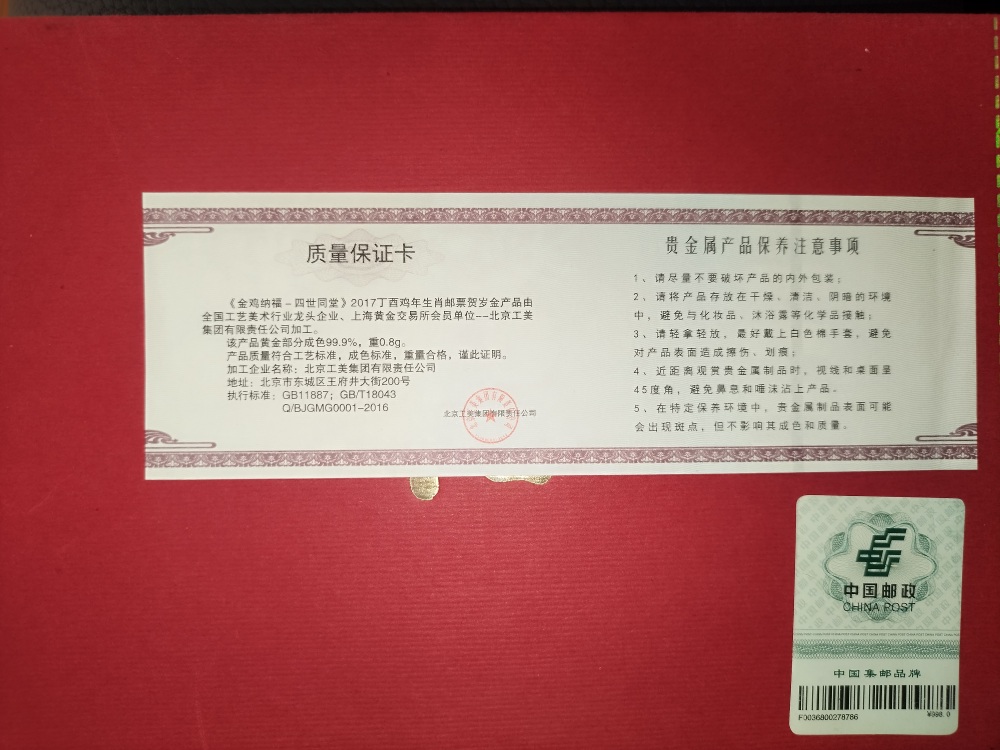 质量保证卡
《金鸡纳福-四世同堂》2017丁酉鸡年生肖邮票贺岁金产品由
全国工艺美术行业龙头企业、上海黄金交易所会员单位--北京工美
集团有限责任公司加工。
该产品黄金部分成色99.9%，重0.8g。
产品质量符合工艺标准，成色标准，重量合格，谨此证明。
加工企业名称：北京工美集团有限责任公司
地址：北京市东城区王府井大街200号
执行标准：GB11887；GB/T18043
Q/BJGMG0001-2016
北京工美集团有限责任公司
贵金属产品保养注意事项
1、请尽量不要破坏产品的内外包装；
2、请将产品存放在干燥、清洁、阴暗的环境
中，避免与化妆品、沐浴露等化学品接触；
3、请轻拿轻放，最好戴上白色棉手套，避免
对产品表面造成擦伤、划痕；
4、近距离观赏贵金属制品时，视线和桌面呈
45度角，避免鼻息和唾沫沾上产品。
5、在特定保养环境中，贵金属制品表面可能
会出现斑点，但不影响其成色和质量。
中国邮政
CHINA POST
中国集邮品牌
F0036800278786